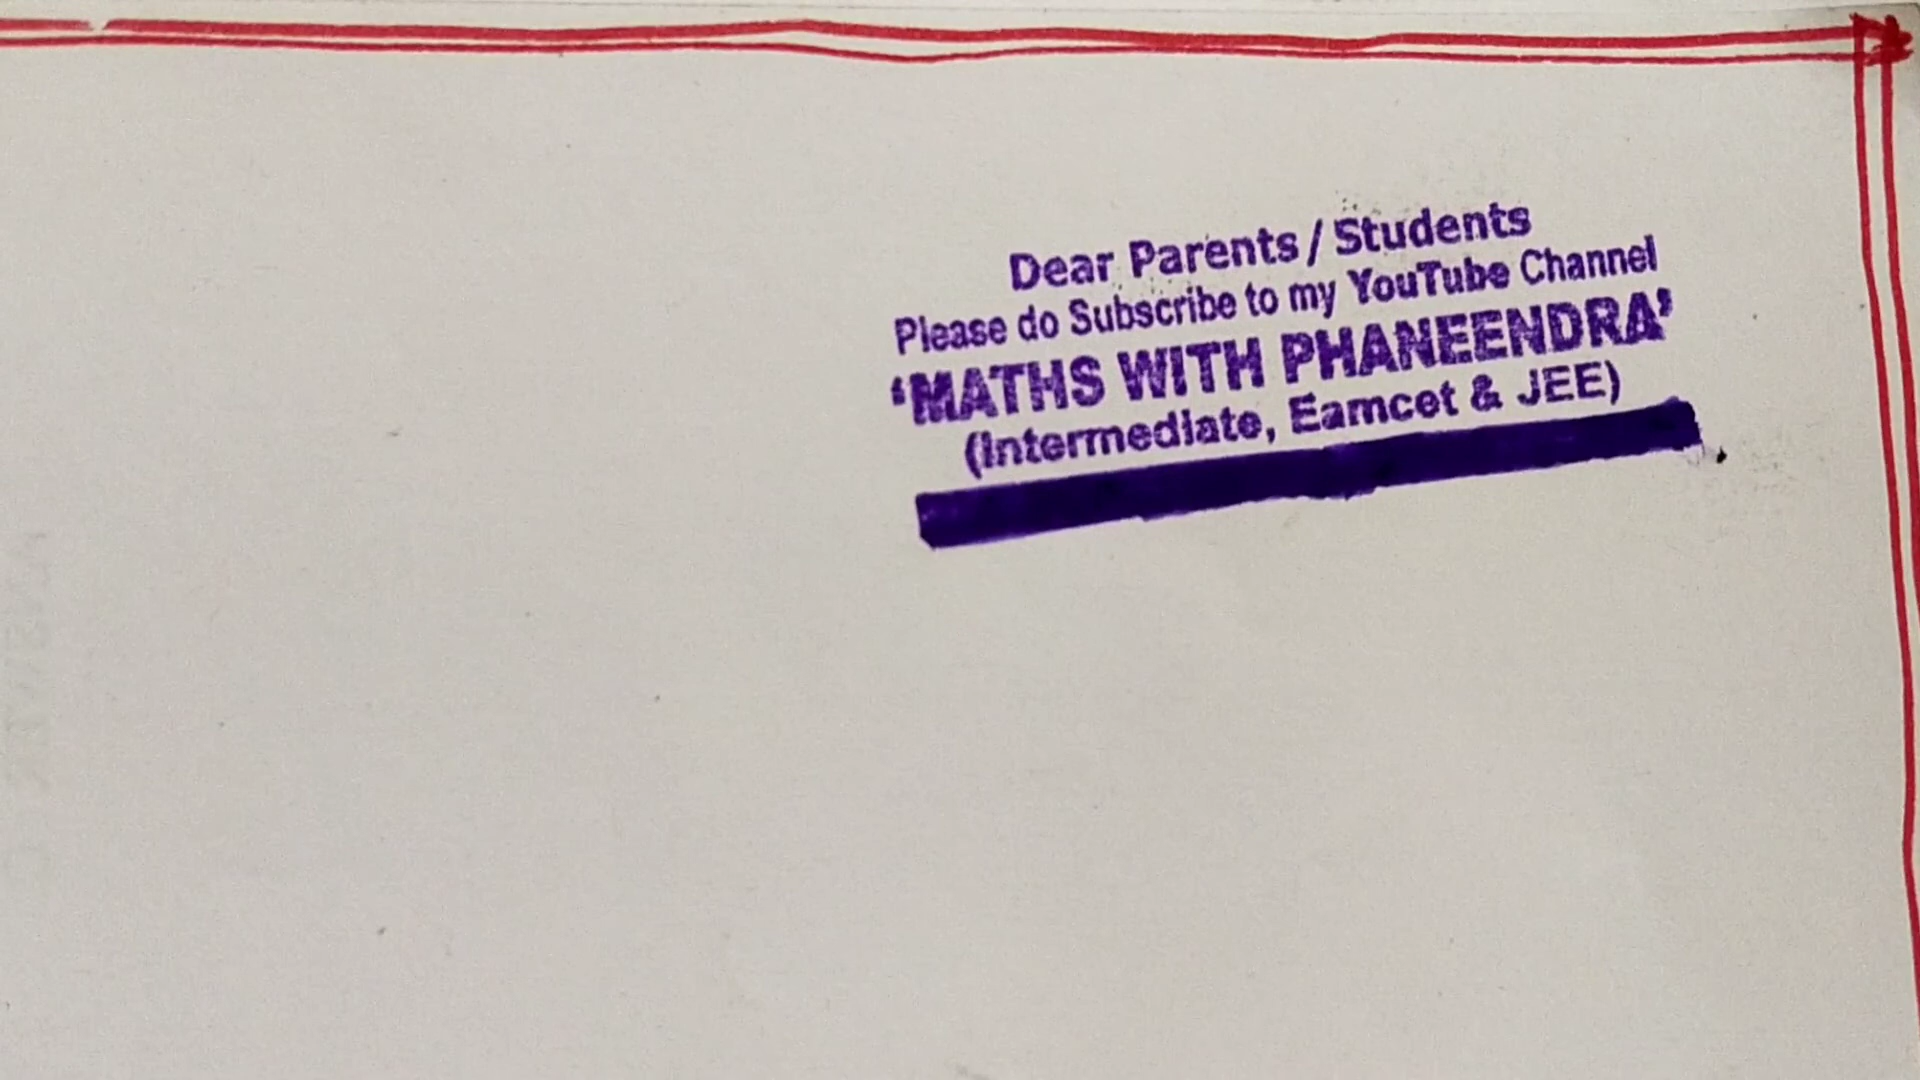 Dear Parents / Students
Please do Subscribe to my YouTube Channel
‘MATHS WITH PHANEENDRA’
(Intermediate, Eamcet & JEE)